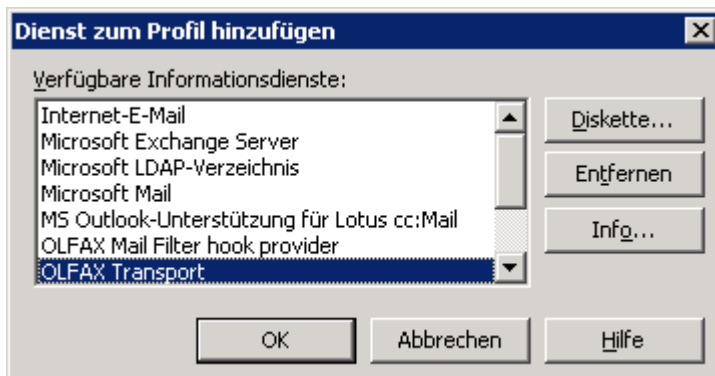 Dienst zum Profil hinzufügen
Verfügbare Informationsdienste:
Internet-E-Mail
Microsoft Exchange Server
Microsoft LDAP-Verzeichnis
Microsoft Mail
MS Outlook-Unterstützung für Lotus cc:Mail
OLFAX Mail Filter hook provider
OLFAX Transport
Diskette...
Entfernen
Info...
OK
Abbrechen
Hilfe